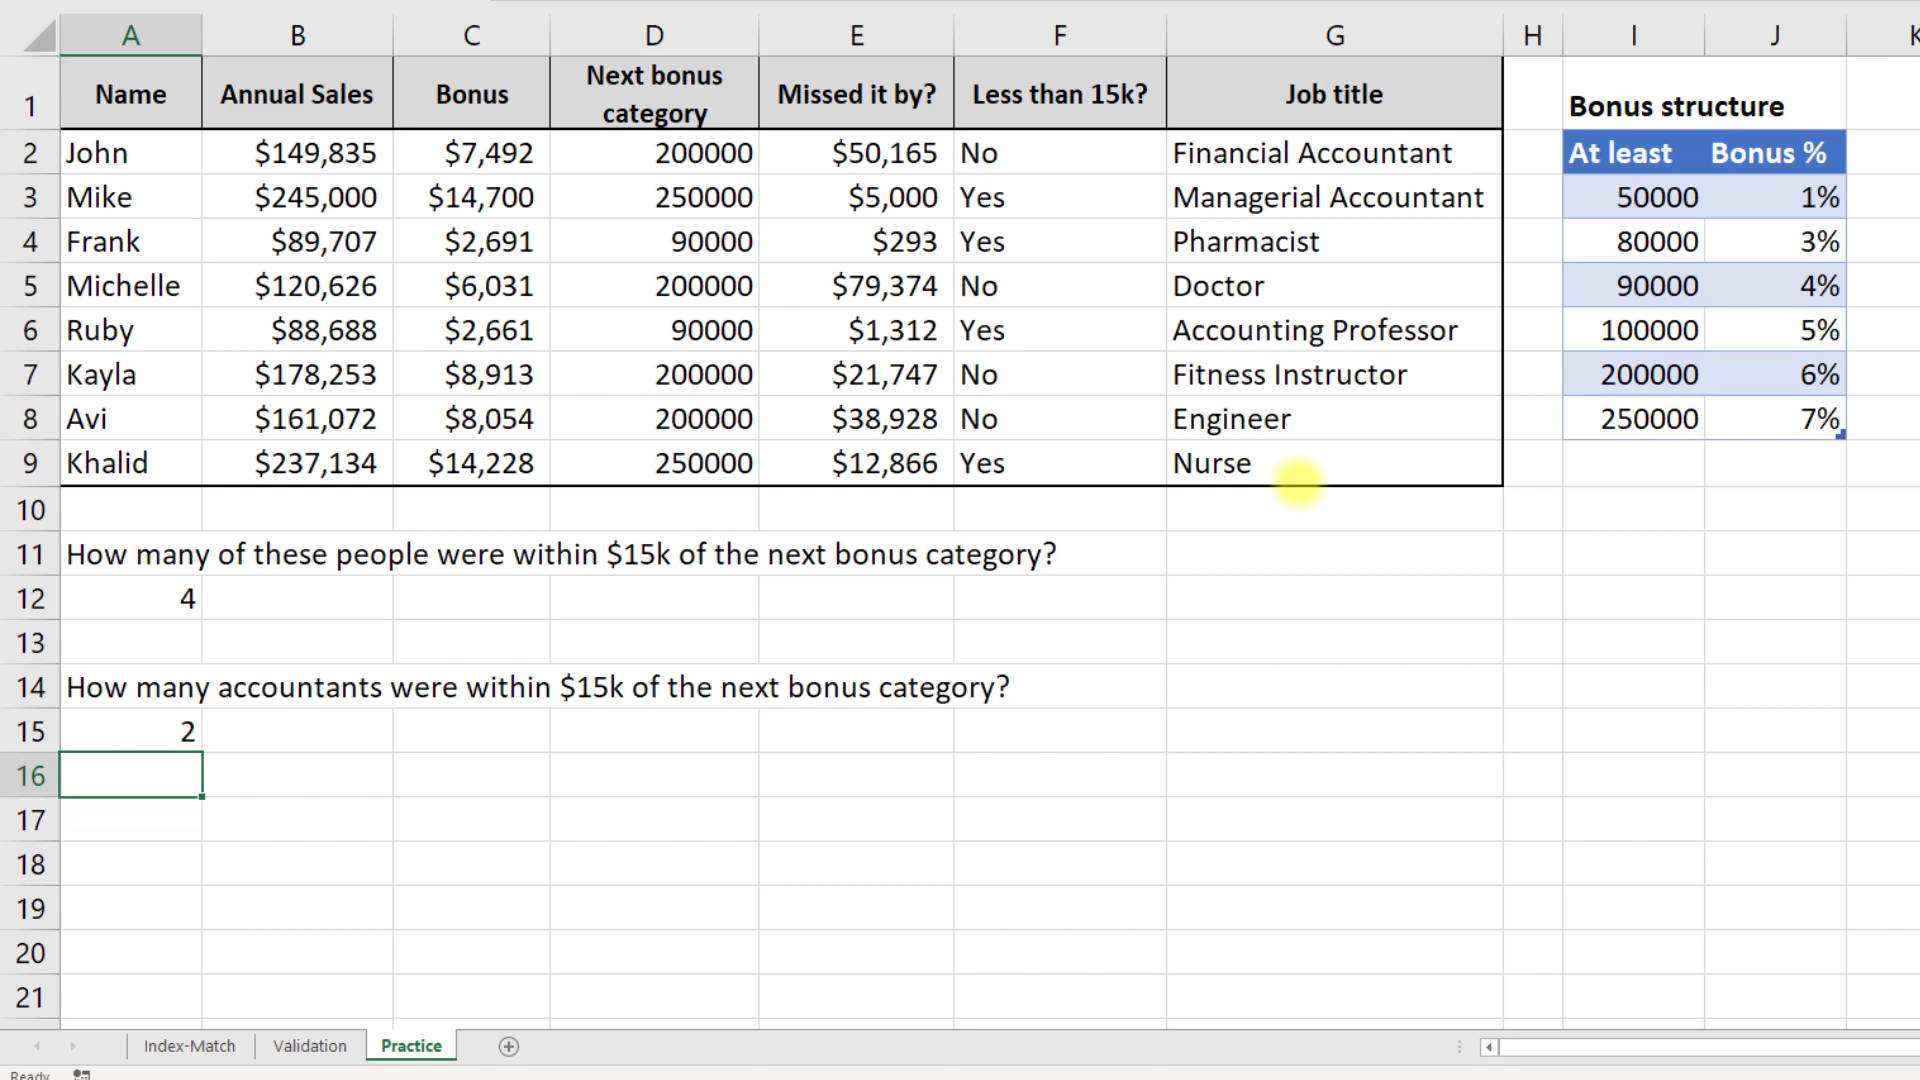 A B C D E F G H I J K
1 Name Annual Sales Bonus Next bonus category Missed it by? Less than 15k? Job title Bonus structure
2 John $149,835 $7,492 200000 $50,165 No Financial Accountant At least Bonus %
3 Mike $245,000 $14,700 250000 $5,000 Yes Managerial Accountant 50000 1%
4 Frank $89,707 $2,691 90000 $293 Yes Pharmacist 80000 3%
5 Michelle $120,626 $6,031 200000 $79,374 No Doctor 90000 4%
6 Ruby $88,688 $2,661 90000 $1,312 Yes Accounting Professor 100000 5%
7 Kayla $178,253 $8,913 200000 $21,747 No Fitness Instructor 200000 6%
8 Avi $161,072 $8,054 200000 $38,928 No Engineer 250000 7%
9 Khalid $237,134 $14,228 250000 $12,866 Yes Nurse
10
11 How many of these people were within $15k of the next bonus category?
12 4
13
14 How many accountants were within $15k of the next bonus category?
15 2
16
17
18
19
20
21
Index-Match Validation Practice
Ready